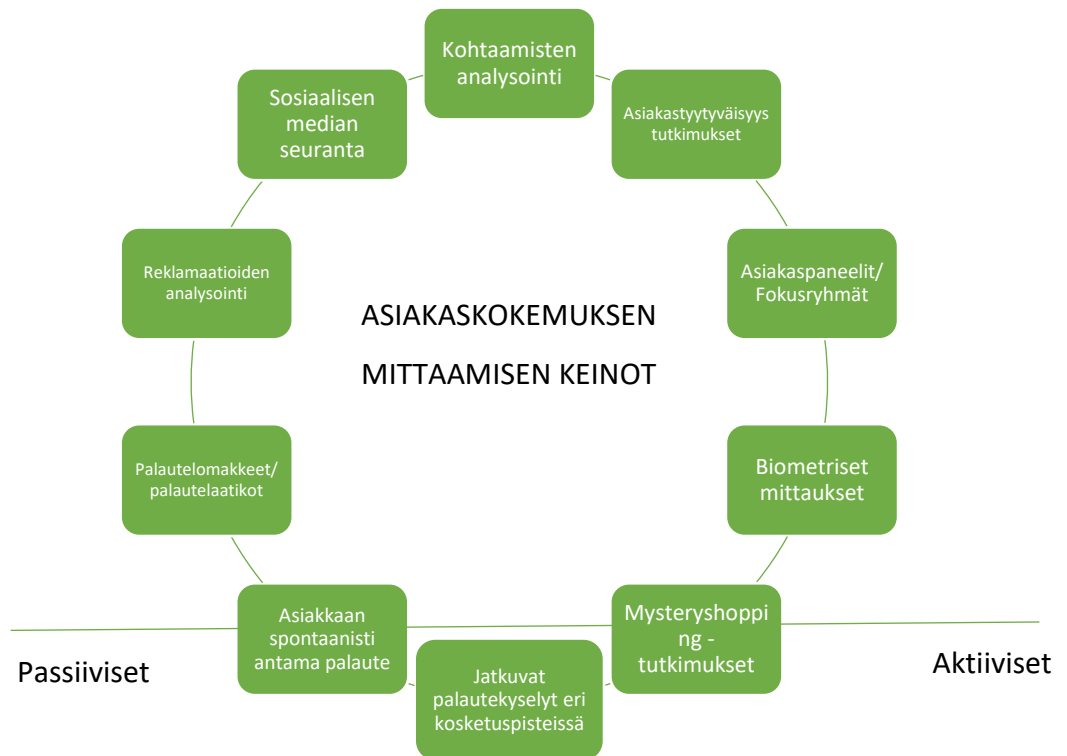 Kohtaamisten
analysointi
Asiakastyytyväisyys
tutkimukset
Asiakaspaneelit/
Fokusryhmät
Biometriset
mittaukset
Mysteryshoppi
ng -
tutkimukset
Jatkuvat
palautekyselyt eri
kosketuspisteissä
Asiakkaan
spontaanisti
antama palaute
Palautelomakkeet/
palautelaatikot
Reklamaatioiden
analysointi
Sosiaalisen
median
seuranta
ASIAKASKOKEMUKSEN
MITTAAMISEN KEINOT
Passiiviset
Aktiiviset